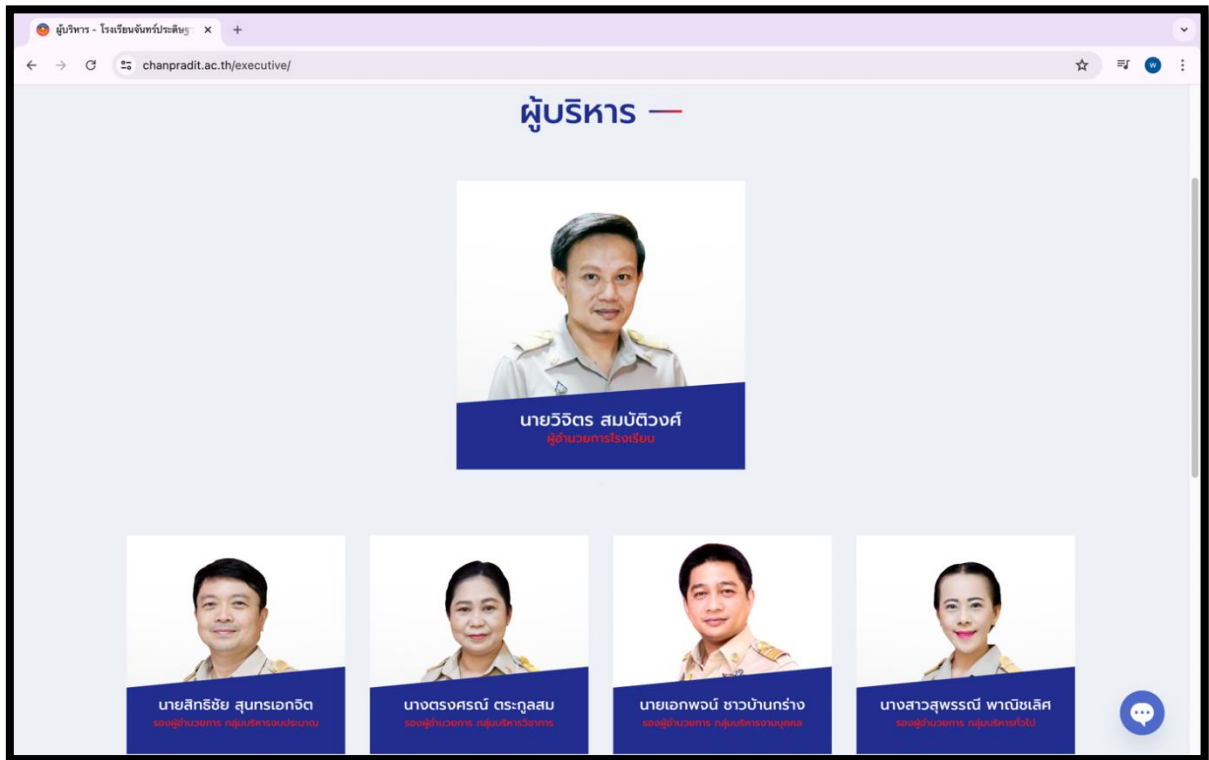 ผู้บริหาร - โรงเรียนจันทร์ประดิษฐา
chanpradit.ac.th/executive/
W
ผู้บริหาร
นายวิจิตร สมบัติวงศ์
ผู้อำนวยการโรงเรียน
นายสิทธิชัย สุนทรเอกจิต
รองผู้อำนวยการ กลุ่มบริหารงบประมาณ
นางตรงศรณ์ ตระกูลสม
รองผู้อำนวยการ กลุ่มบริหารวิชาการ
นายเอกพจน์ ชาวบ้านกร่าง
รองผู้อำนวยการ กลุ่มบริหารงานบุคคล
นางสาวสุพรรณี พาณิชเลิศ
รองผู้อำนวยการ กลุ่มบริหารทั่วไป